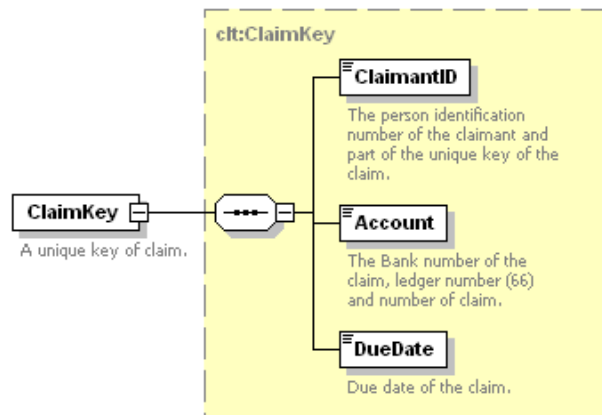 clt:ClaimKey
ClaimantID
The person identification
number of the claimant and
part of the unique key of the
claim.
ClaimKey
A unique key of claim.
Account
The Bank number of the
claim, ledger number (66)
and number of claim.
DueDate
Due date of the claim.